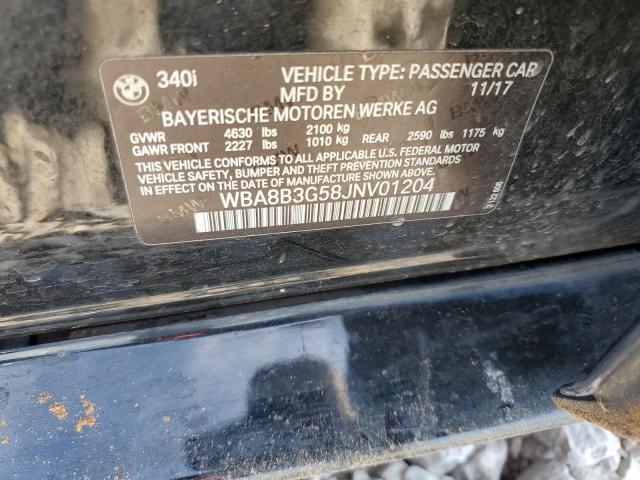 BMW 340i VEHICLE TYPE: PASSENGER CAR
MFD BY 11/17
BAYERISCHE MOTOREN WERKE AG
GVWR 4630 lbs 2100 kg
GAWR FRONT 2227 lbs 1010 kg REAR 2590 lbs 1175 kg
THIS VEHICLE CONFORMS TO ALL APPLICABLE U.S. FEDERAL MOTOR
VEHICLE SAFETY, BUMPER, AND THEFT PREVENTION STANDARDS
IN EFFECT ON THE DATE OF MANUFACTURE SHOWN ABOVE.
WBA8B3G58JNV01204